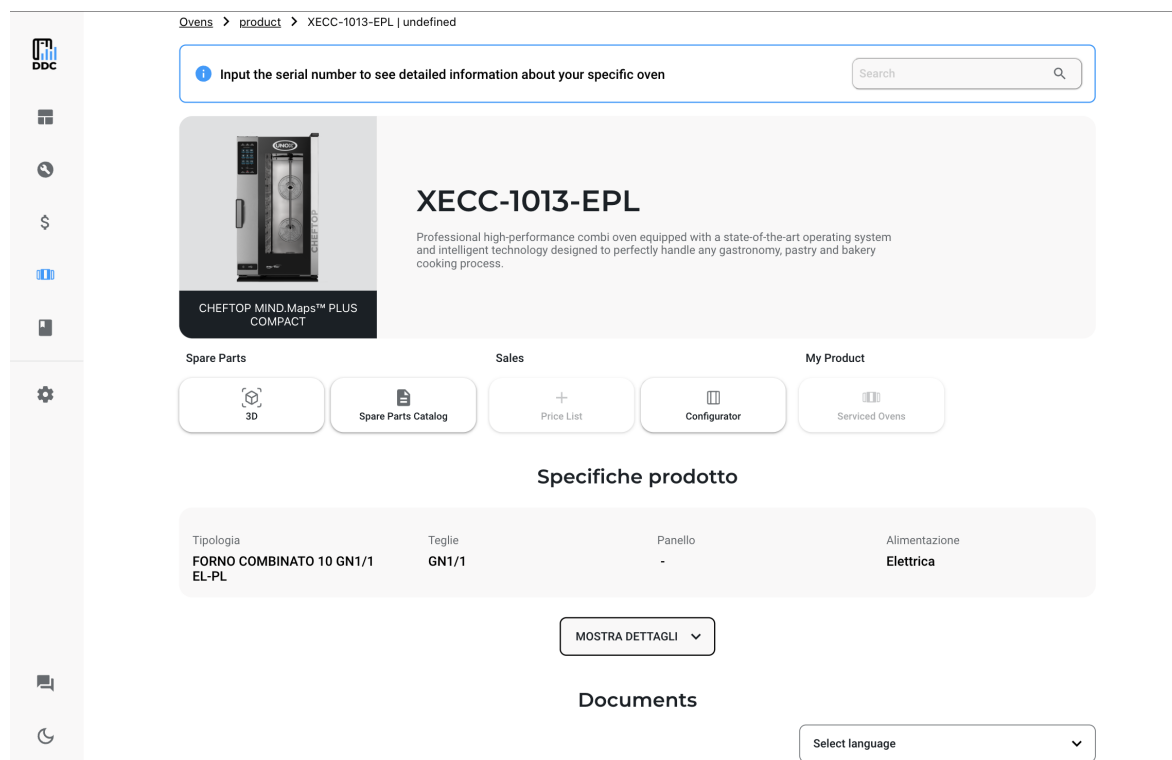 Ovens > product > XECC-1013-EPL | undefined
DDC
Input the serial number to see detailed information about your specific oven
Search
UNOX
CHEFTOP
CHEFTOP MIND.Maps™ PLUS
COMPACT
XECC-1013-EPL
Professional high-performance combi oven equipped with a state-of-the-art operating system
and intelligent technology designed to perfectly handle any gastronomy, pastry and bakery
cooking process.
Spare Parts
Sales
My Product
3D
Spare Parts Catalog
Price List
Configurator
Serviced Ovens
Specifiche prodotto
Tipologia
FORNO COMBINATO 10 GN1/1
EL-PL
Teglie
GN1/1
Panello
-
Alimentazione
Elettrica
MOSTRA DETTAGLI
Documents
Select language